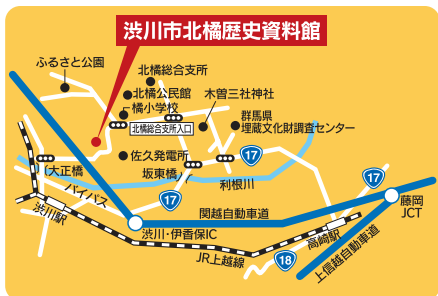 渋川市北橘歴史資料館
ふるさと公園
北橘総合支所
北橘公民館
木曽三社神社
橘小学校
群馬県
埋蔵文化財調査センター
北橘総合支所入口
佐久発電所
17
大正橋
坂東橋
利根川
17
バイパス
17
渋川駅
関越自動車道
藤岡
JCT
渋川・伊香保IC
高崎駅
JR上越線
18
上信越自動車道